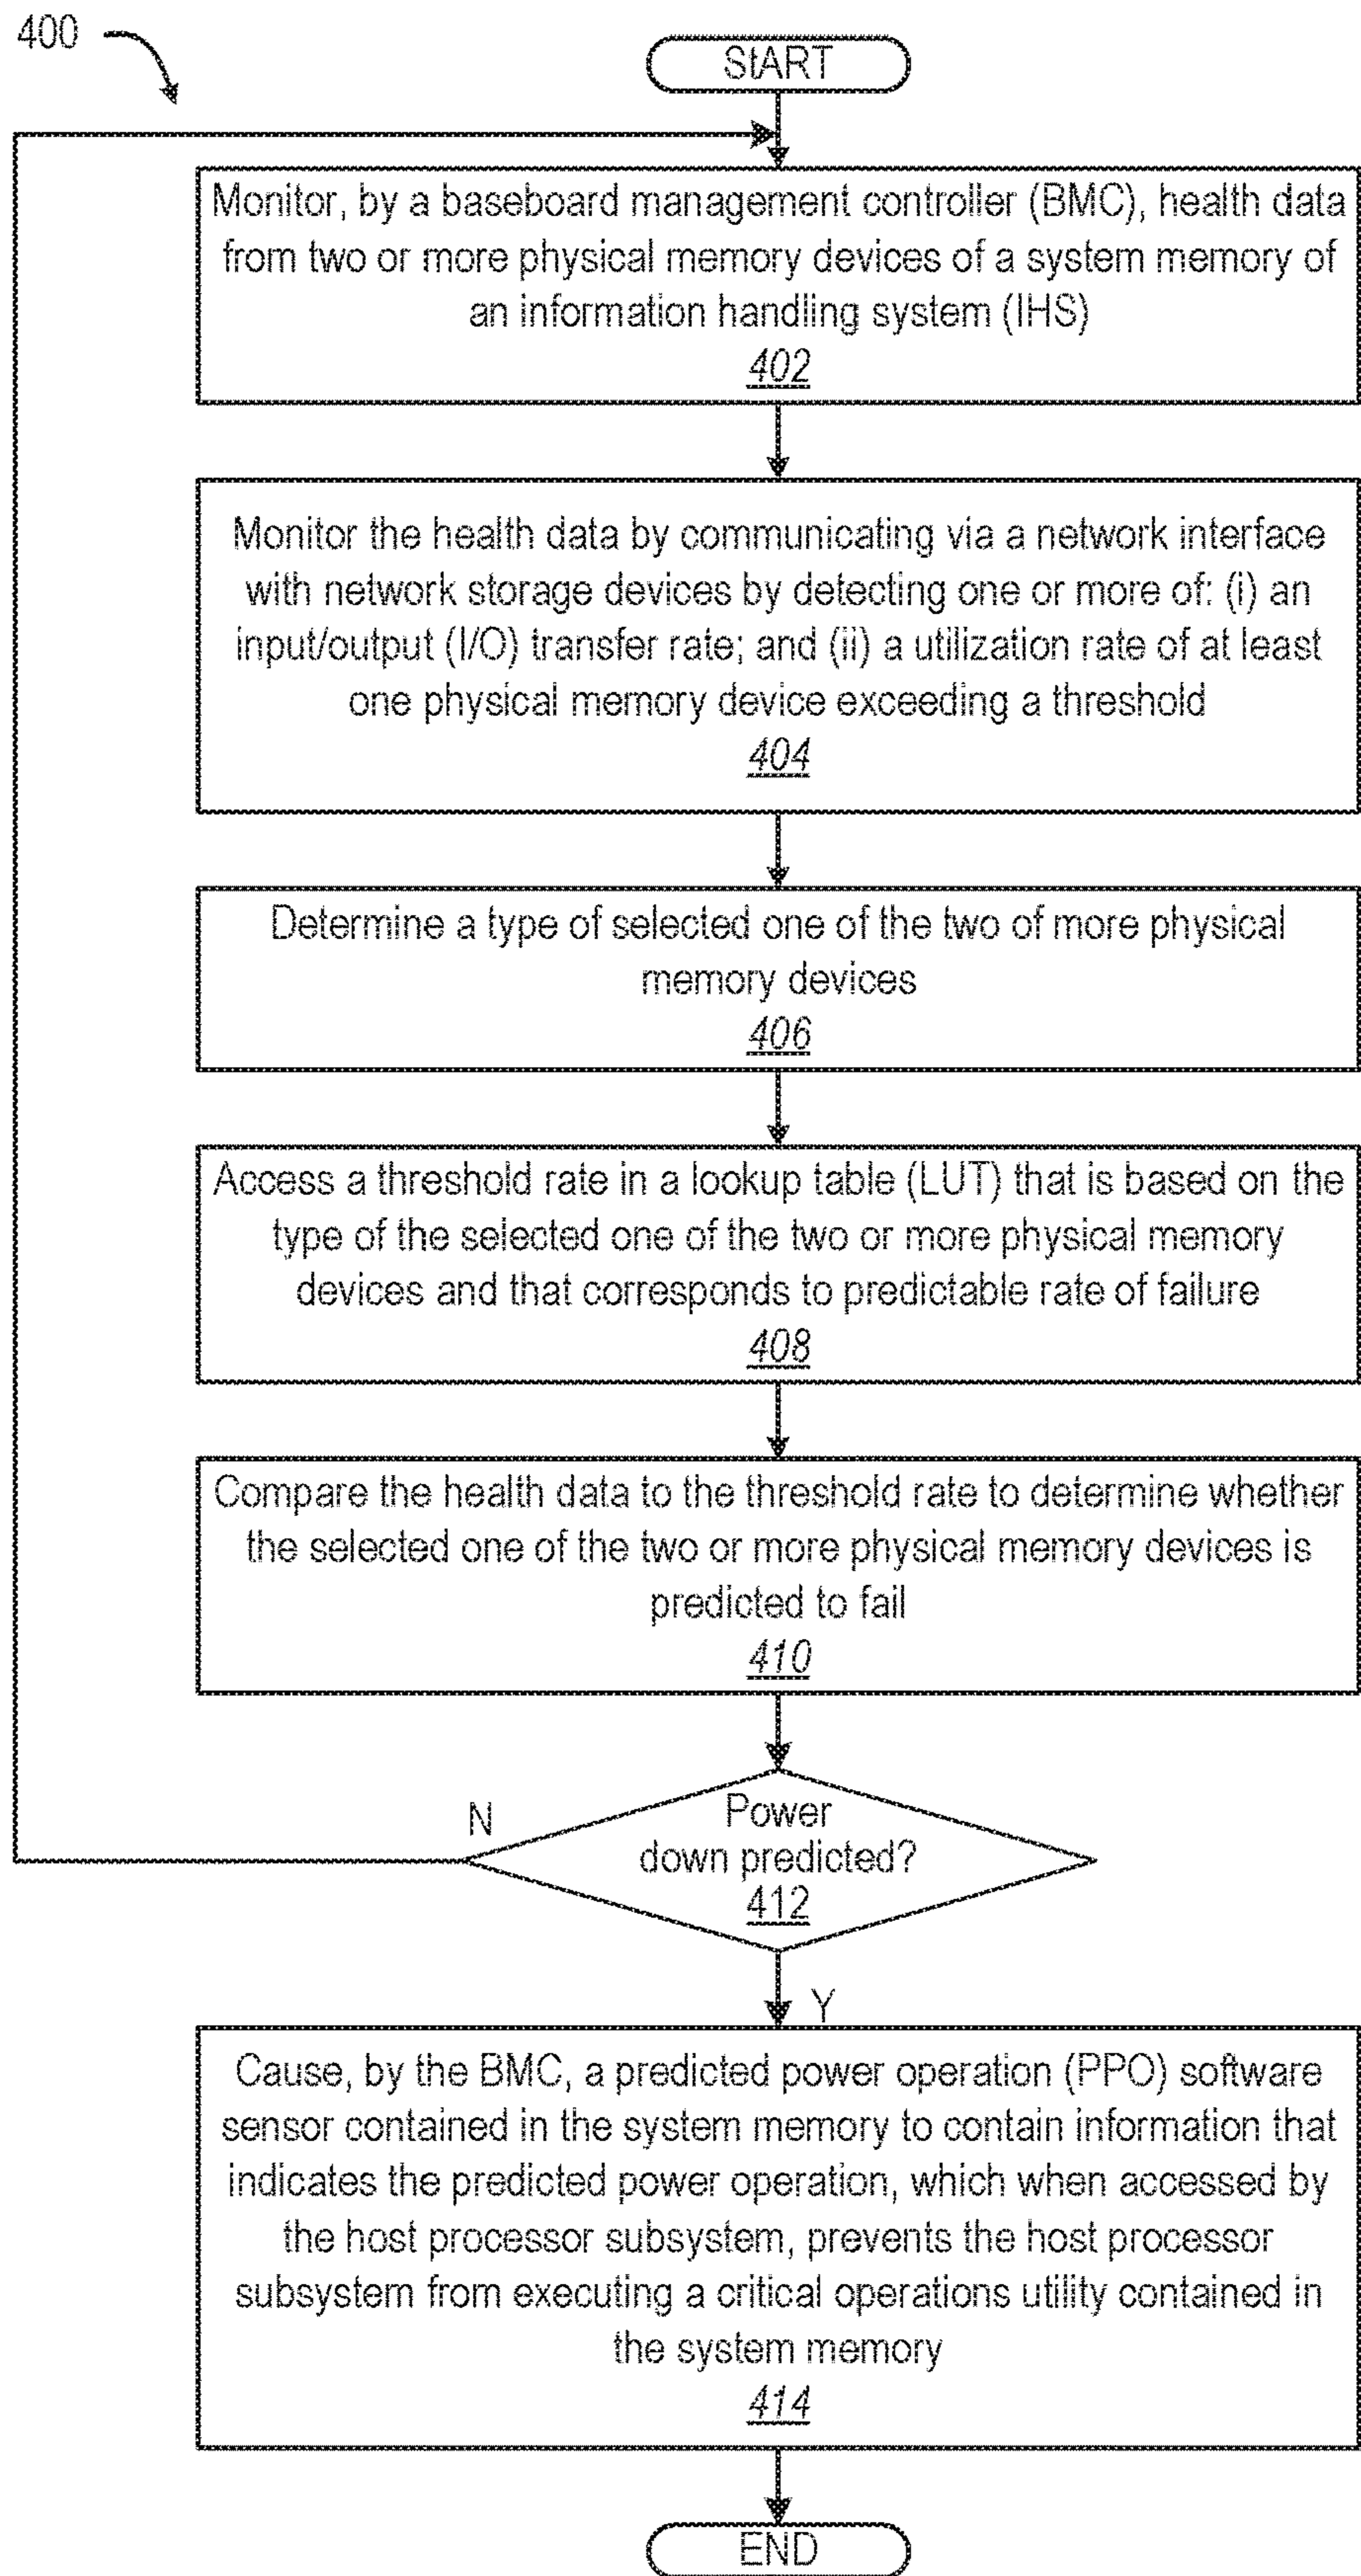 400
StART
Monitor, by a baseboard management controller (BMC), health data
from two or more physical memory devices of a system memory of
an information handling system (IHS)
402
Monitor the health data by communicating via a network interface
with network storage devices by detecting one or more of: (i) an
input/output (I/O) transfer rate; and (ii) a utilization rate of at least
one physical memory device exceeding a threshold
404
Determine a type of selected one of the two of more physical
memory devices
406
Access a threshold rate in a lookup table (LUT) that is based on the
type of the selected one of the two or more physical memory
devices and that corresponds to predictable rate of failure
408
Compare the health data to the threshold rate to determine whether
the selected one of the two or more physical memory devices is
predicted to fail
410
N
Power
down predicted?
412
Y
Cause, by the BMC, a predicted power operation (PPO) software
sensor contained in the system memory to contain information that
indicates the predicted power operation, which when accessed by
the host processor subsystem, prevents the host processor
subsystem from executing a critical operations utility contained in
the system memory
414
END